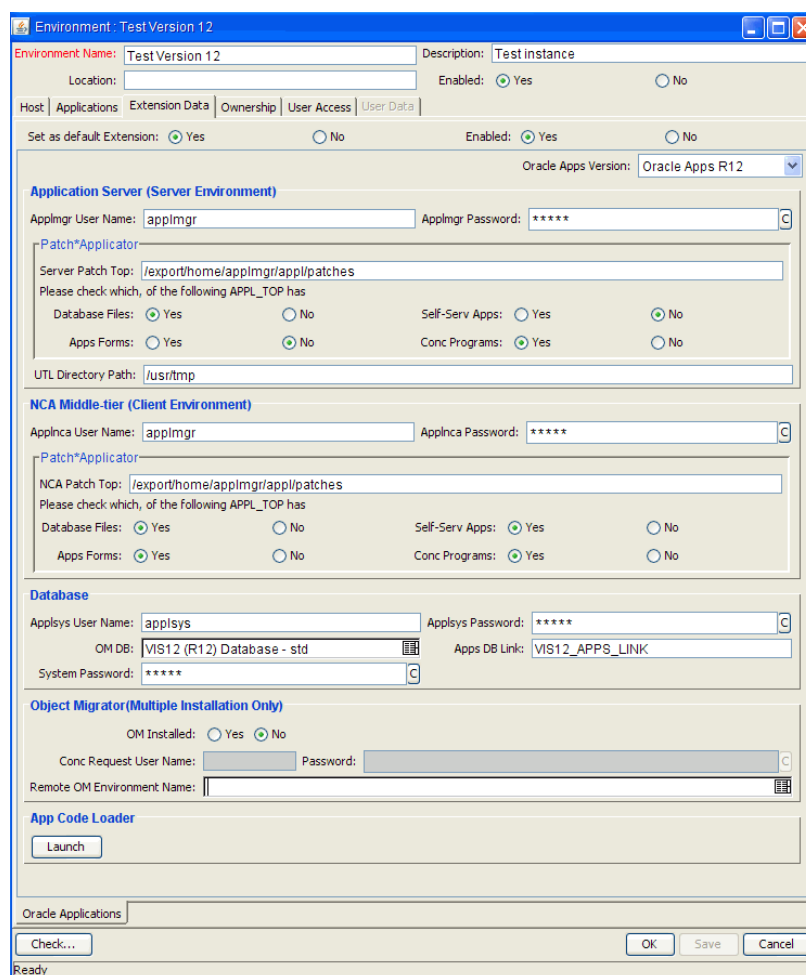 Environment : Test Version 12
Environment Name: Test Version 12 Description: Test instance
Location: Enabled: Yes No
Host Applications Extension Data Ownership User Access User Data
Set as default Extension: Yes No Enabled: Yes No
Oracle Apps Version: Oracle Apps R12
Application Server (Server Environment)
Applmgr User Name: applmgr Applmgr Password: ***** C
Patch*Applicator
Server Patch Top: /export/home/applmgr/appl/patches
Please check which, of the following APPL_TOP has
Database Files: Yes No Self-Serv Apps: Yes No
Apps Forms: Yes No Conc Programs: Yes No
UTL Directory Path: /usr/tmp
NCA Middle-tier (Client Environment)
Applnca User Name: applmgr Applnca Password: ***** C
Patch*Applicator
NCA Patch Top: /export/home/applmgr/appl/patches
Please check which, of the following APPL_TOP has
Database Files: Yes No Self-Serv Apps: Yes No
Apps Forms: Yes No Conc Programs: Yes No
Database
Applsys User Name: applsys Applsys Password: ***** C
OM DB: VIS12 (R12) Database - std Apps DB Link: VIS12_APPS_LINK
System Password: ***** C
Object Migrator(Multiple Installation Only)
OM Installed: Yes No
Conc Request User Name: Password: C
Remote OM Environment Name:
App Code Loader
Launch
Oracle Applications
Check... OK Save Cancel
Ready